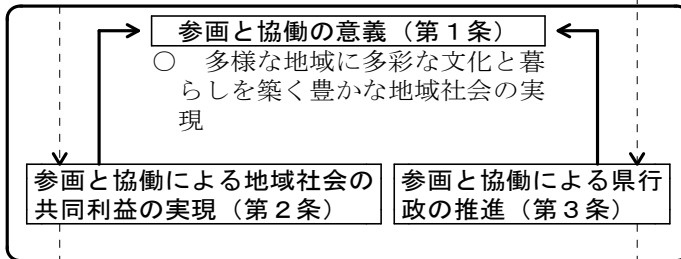 参画と協働の意義（第１条）
○　多様な地域に多彩な文化と暮
らしを築く豊かな地域社会の実
現
参画と協働による地域社会の
共同利益の実現（第２条）
参画と協働による県行
政の推進（第３条）